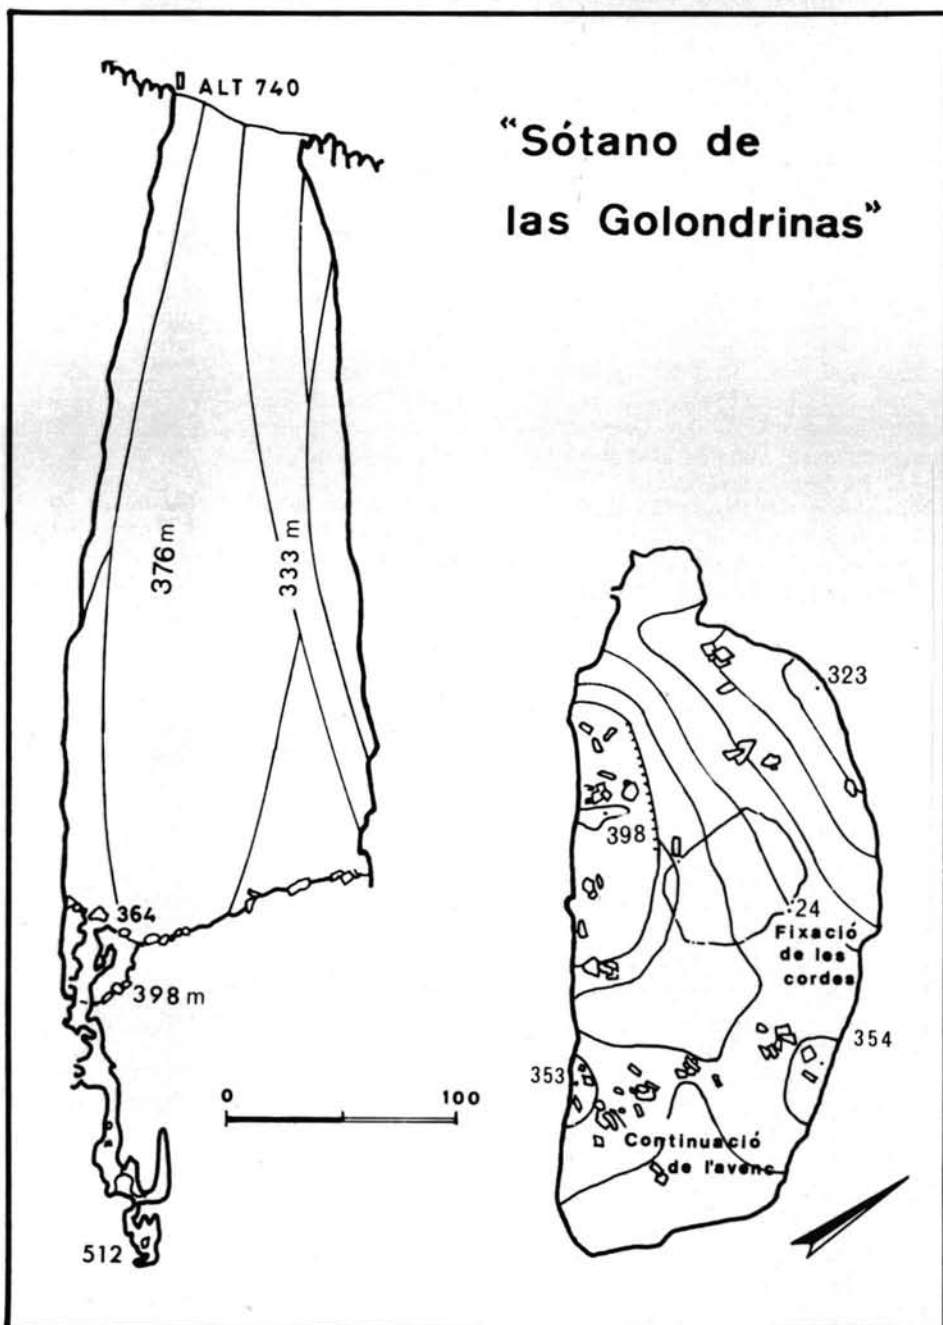 ALT 740
“Sótano de
las Golondrinas”
376 m
333 m
364
398 m
512
0 100
323
398
24
Fixació
de les
cordes
354
353
Continuació
de l'avenc